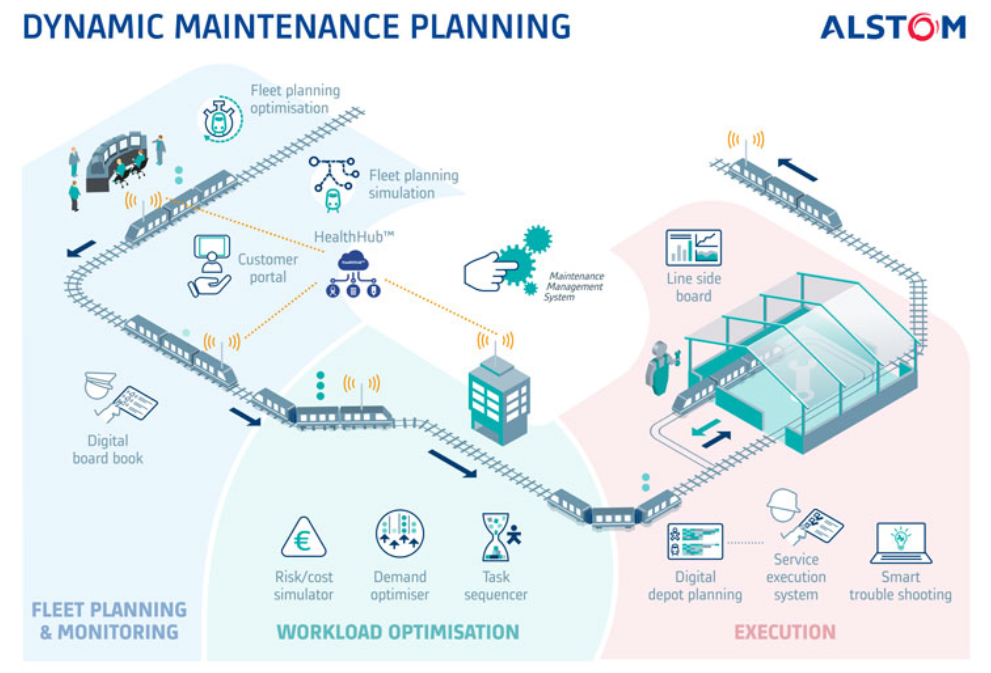 DYNAMIC MAINTENANCE PLANNING
ALSTOM
Fleet planning
optimisation
Fleet planning
simulation
HealthHub™
Customer
portal
Maintenance
Management
System
Line side
board
Digital
board book
Risk/cost
simulator
Demand
optimiser
Task
sequencer
Digital
depot planning
Service
execution
system
Smart
trouble shooting
FLEET PLANNING
& MONITORING
WORKLOAD OPTIMISATION
EXECUTION